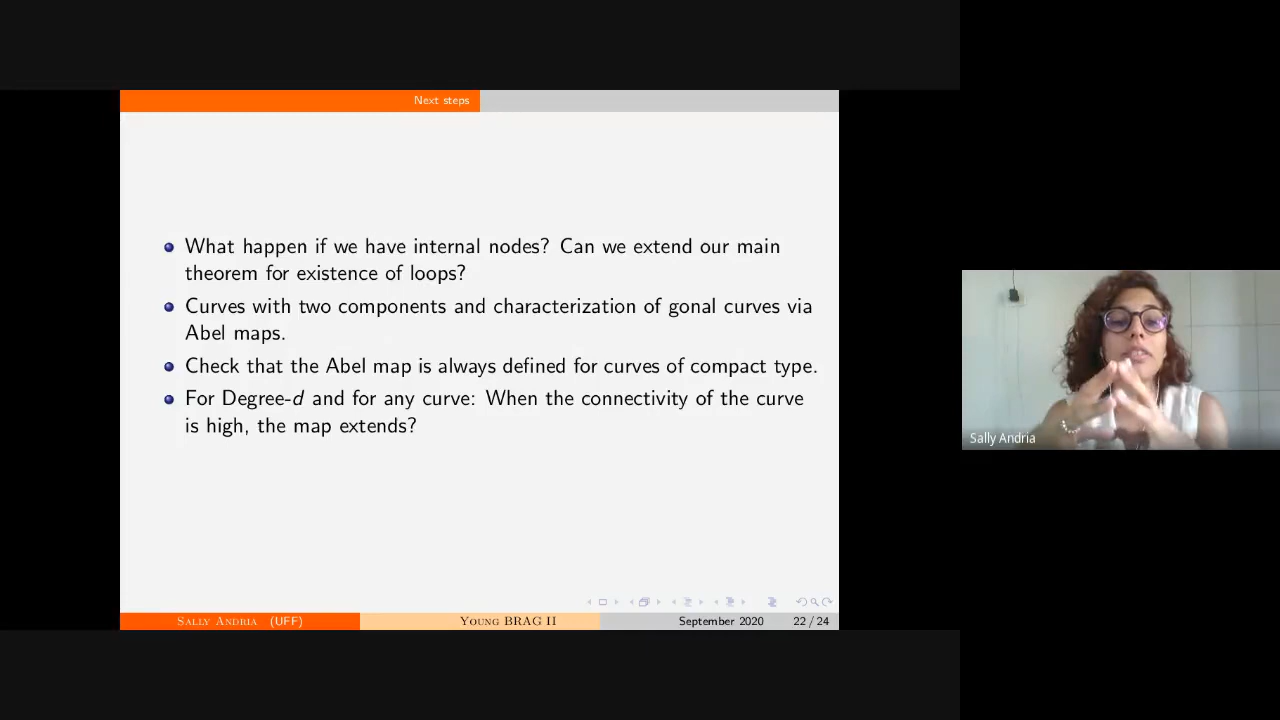 Next steps
What happen if we have internal nodes? Can we extend our main
theorem for existence of loops?
Curves with two components and characterization of gonal curves via
Abel maps.
Check that the Abel map is always defined for curves of compact type.
For Degree-d and for any curve: When the connectivity of the curve
is high, the map extends?
Sally Andria (UFF) Young BRAG II September 2020 22 / 24
Sally Andria